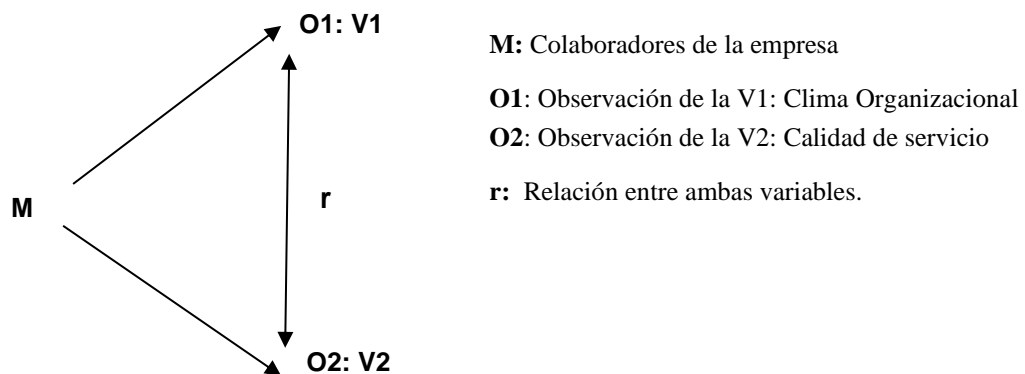 O1: V1
M: Colaboradores de la empresa
O1: Observación de la V1: Clima Organizacional
O2: Observación de la V2: Calidad de servicio
r: Relación entre ambas variables.
r
M
O2: V2